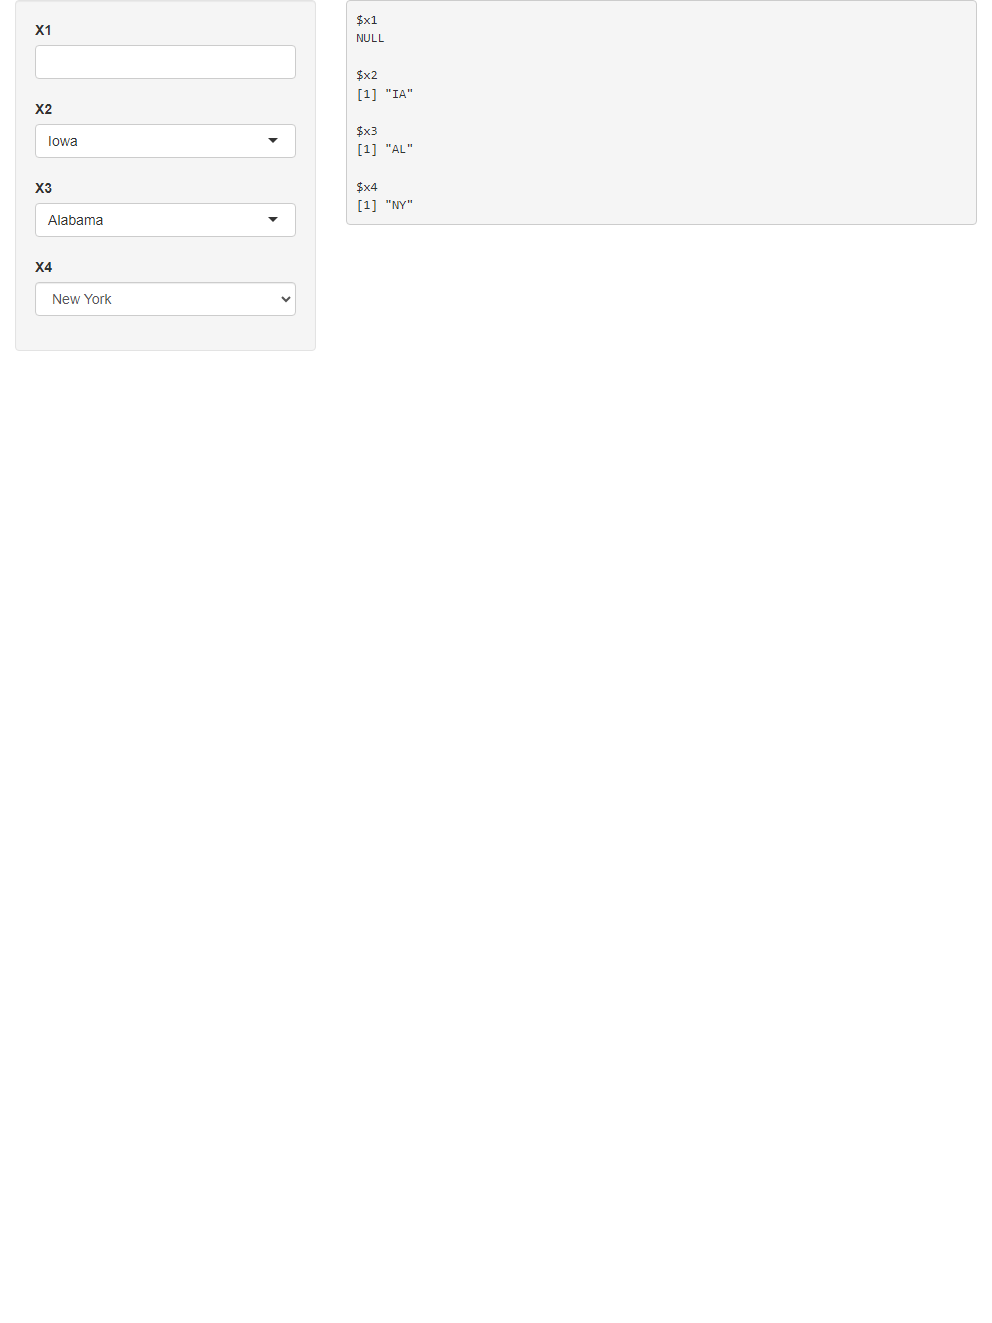 X1
X2
Iowa
X3
Alabama
X4
New York
$x1
NULL
$x2
[1] "IA"
$x3
[1] "AL"
$x4
[1] "NY"